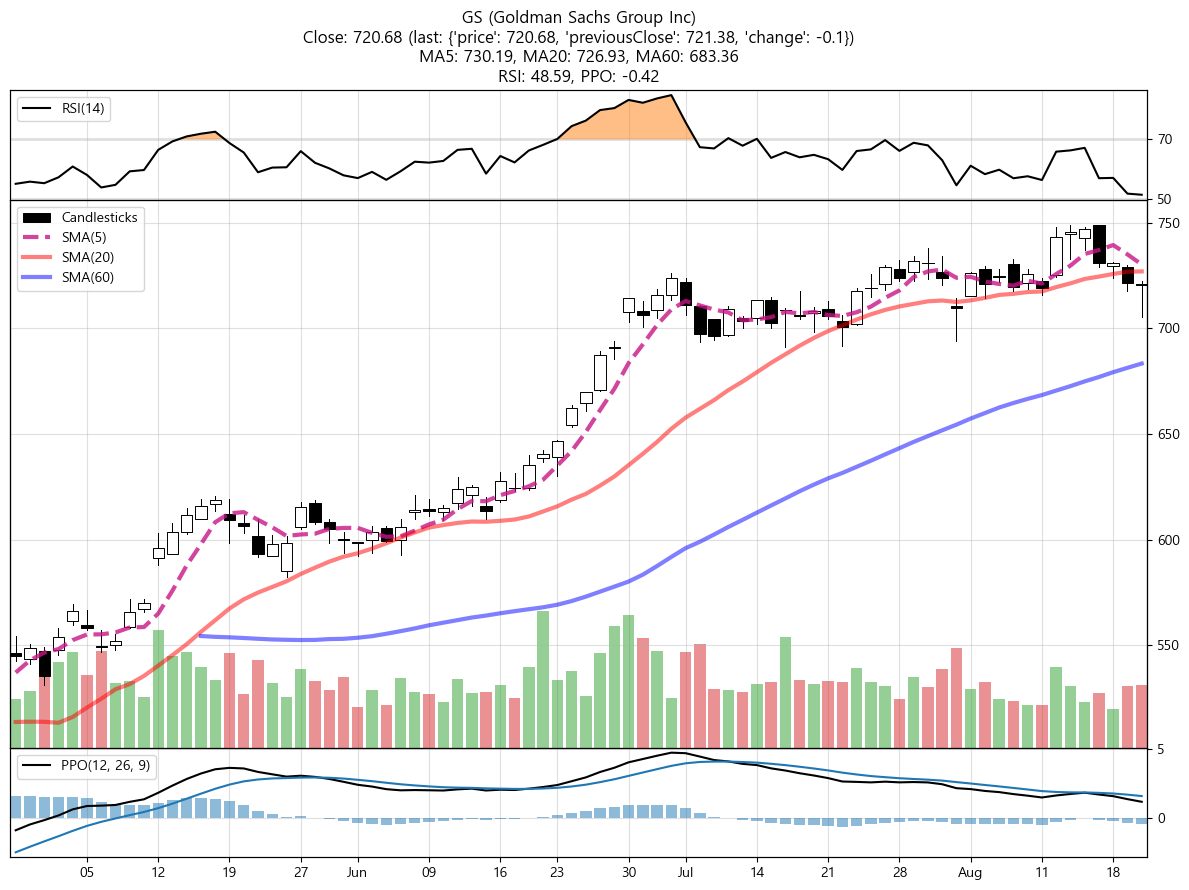 GS (Goldman Sachs Group Inc)
Close: 720.68 (last: {'price': 720.68, 'previousClose': 721.38, 'change': -0.1})
MA5: 730.19, MA20: 726.93, MA60: 683.36
RSI: 48.59, PPO: -0.42
RSI(14)
70
50
Candlesticks
SMA(5)
SMA(20)
SMA(60)
750
700
650
600
550
PPO(12, 26, 9)
5
0
05 12 19 27 Jun 09 16 23 30 Jul 14 21 28 Aug 11 18